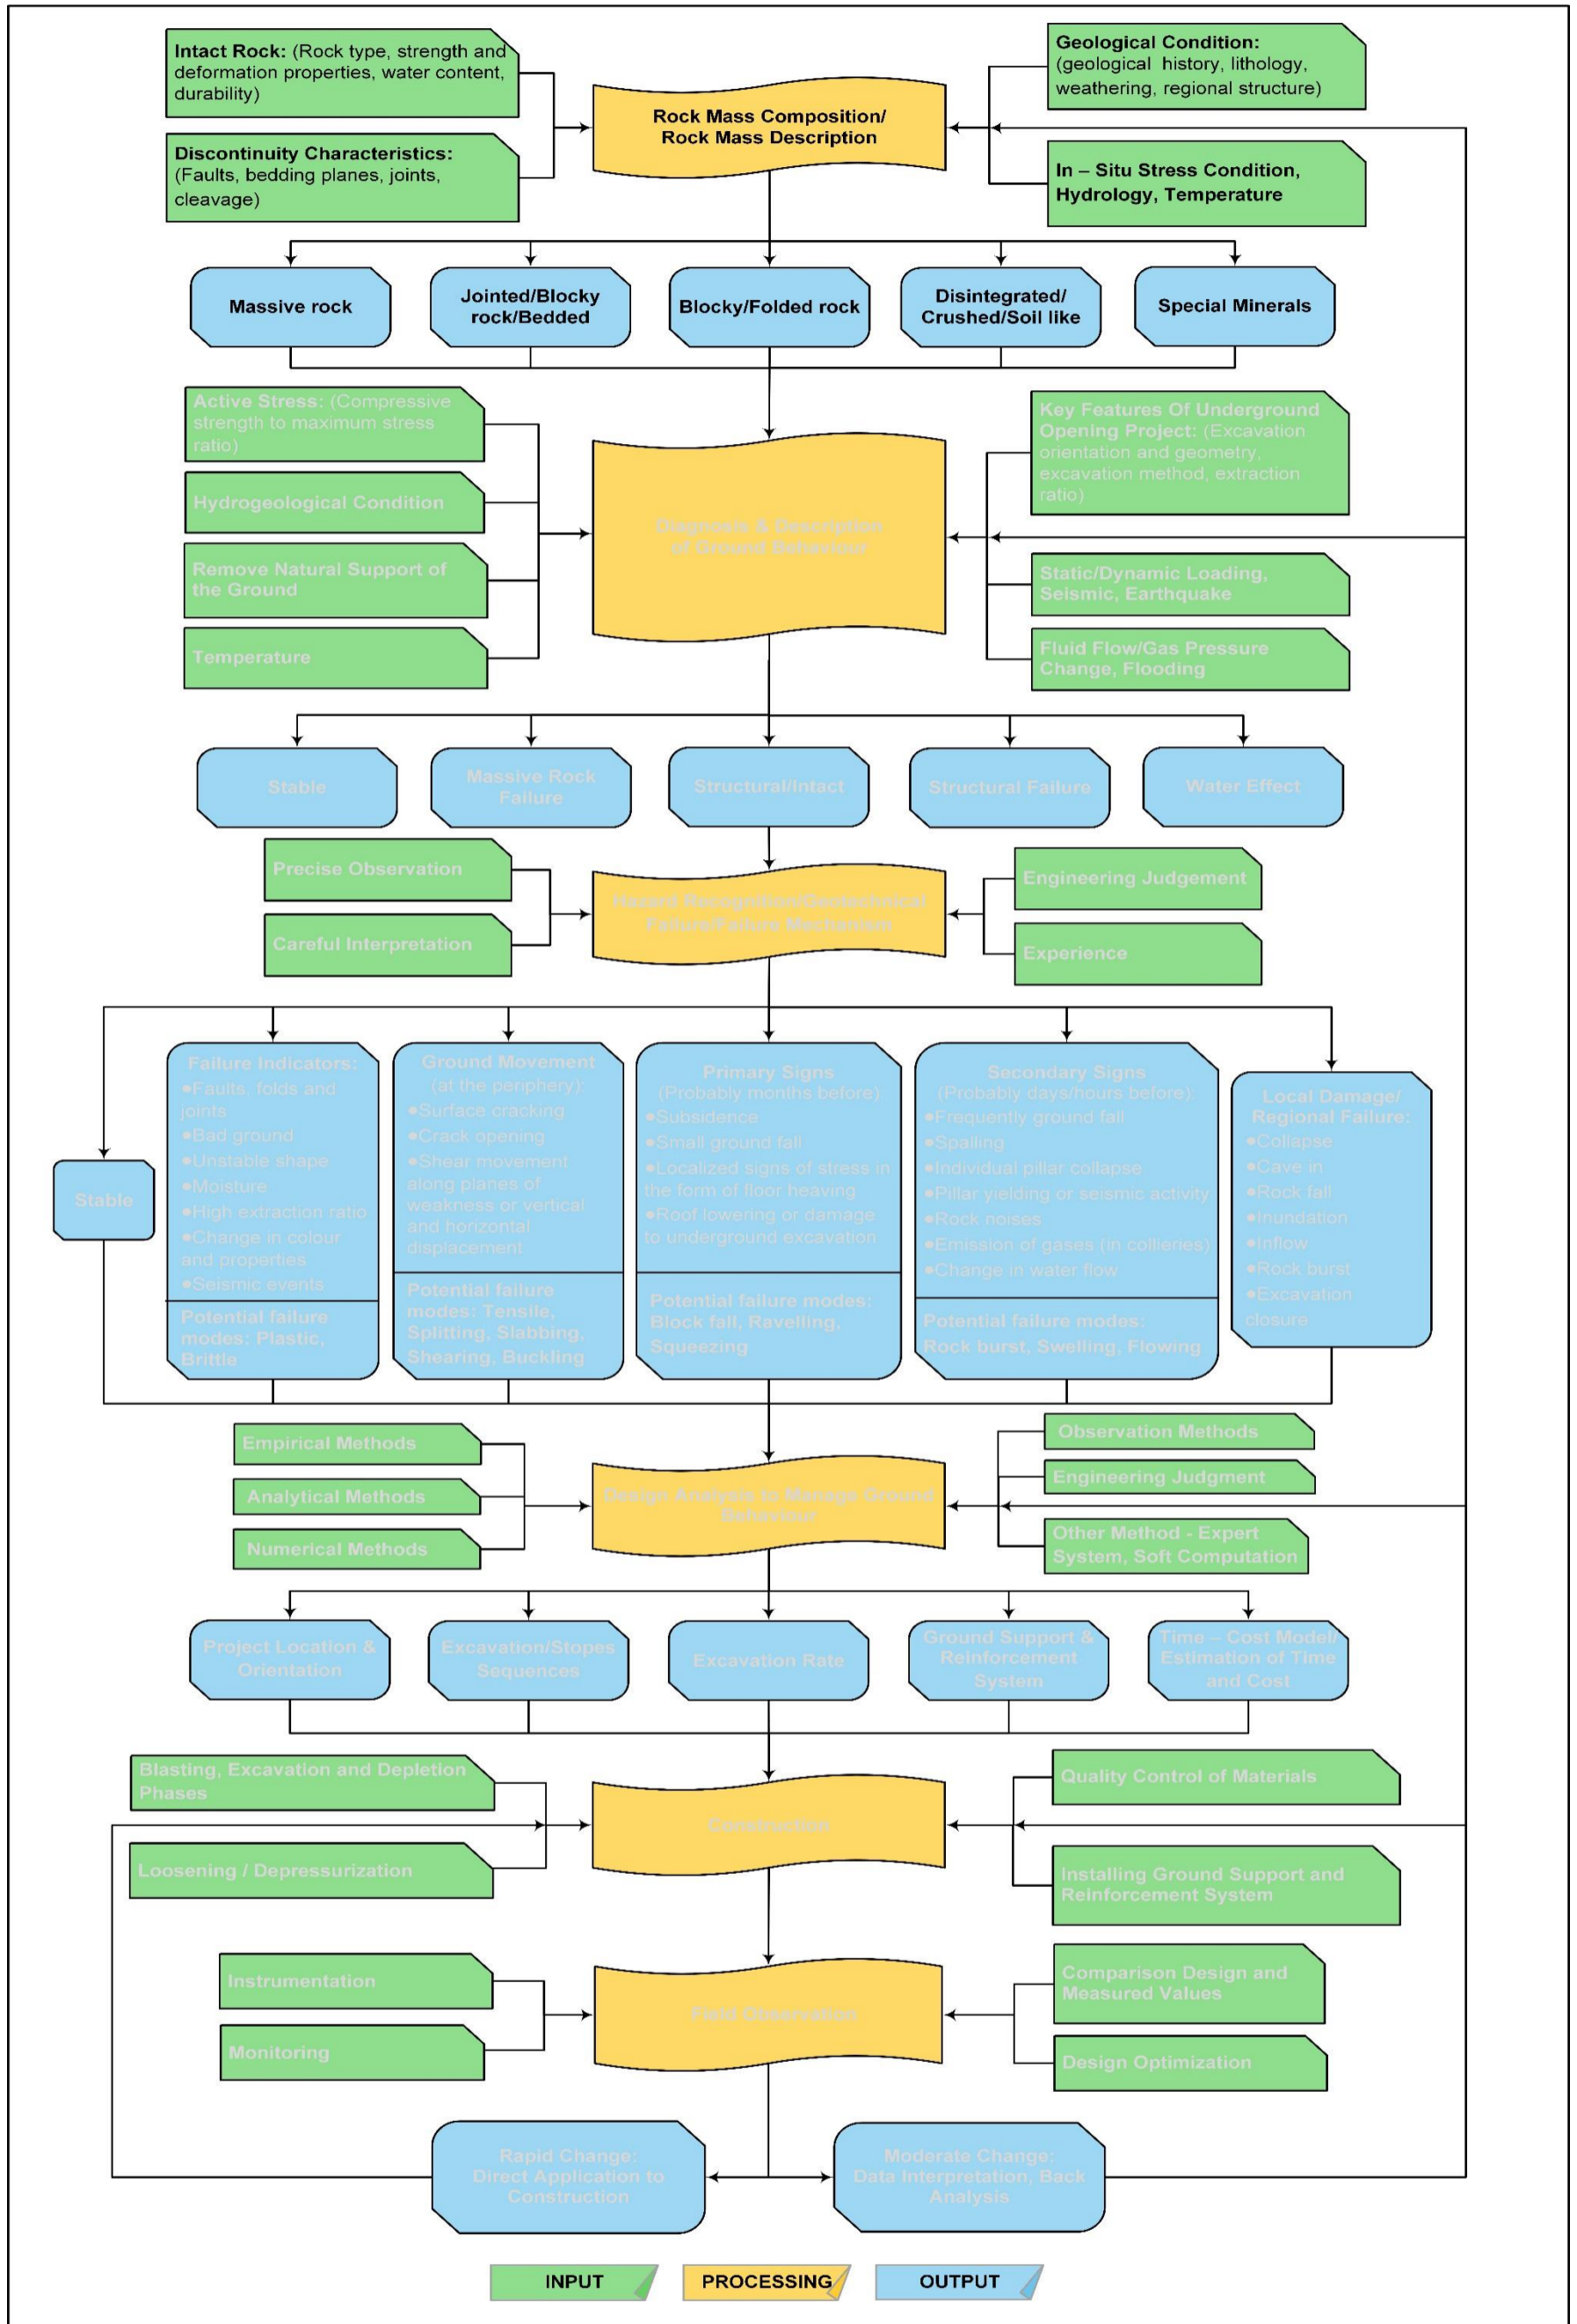 Intact Rock: (Rock type, strength and
deformation properties, water content,
durability)
Geological Condition:
(geological history, lithology,
weathering, regional structure)
Rock Mass Composition/
Rock Mass Description
Discontinuity Characteristics:
(Faults, bedding planes, joints,
cleavage)
In – Situ Stress Condition,
Hydrology, Temperature
Massive rock
Jointed/Blocky
rock/Bedded
Blocky/Folded rock
Disintegrated/
Crushed/Soil like
Special Minerals
Active Stress: (Compressive
strength to maximum stress
ratio)
Hydrogeological Condition
Remove Natural Support of
the Ground
Temperature
Diagnosis & Description
of Ground Behaviour
Key Features Of Underground
Opening Project: (Excavation
orientation and geometry,
excavation method, extraction
ratio)
Static/Dynamic Loading,
Seismic, Earthquake
Fluid Flow/Gas Pressure
Change, Flooding
Stable
Massive Rock
Failure
Structural/Intact
Structural Failure
Water Effect
Precise Observation
Careful Interpretation
Hazard Recognition/Geotechnical
Failure/Failure Mechanism
Engineering Judgement
Experience
Stable
Failure Indicators:
●Faults, folds and
joints
●Bad ground
●Unstable shape
●Moisture
●High extraction ratio
●Change in colour
and properties
●Seismic events
Potential failure
modes: Plastic,
Brittle
Ground Movement
(at the periphery):
●Surface cracking
●Crack opening
●Shear movement
along planes of
weakness or vertical
and horizontal
displacement
Potential failure
modes: Tensile,
Splitting, Slabbing,
Shearing, Buckling
Primary Signs
(Probably months before)
●Subsidence
●Small ground fall
●Localized signs of stress in
the form of floor heaving
●Roof lowering or damage
to underground excavation
Potential failure modes:
Block fall, Ravelling,
Squeezing
Secondary Signs
(Probably days/hours before):
●Frequently ground fall
●Spalling
●Individual pillar collapse
●Pillar yielding or seismic activity
●Rock noises
●Emission of gases (in collieries)
●Change in water flow
Potential failure modes:
Rock burst, Swelling, Flowing
Local Damage/
Regional Failure:
●Collapse
●Cave in
●Rock fall
●Inundation
●Inflow
●Rock burst
●Excavation
closure
Empirical Methods
Analytical Methods
Numerical Methods
Design Analysis to Manage Ground
Behaviour
Observation Methods
Engineering Judgment
Other Method - Expert
System, Soft Computation
Project Location &
Orientation
Excavation/Stopes
Sequences
Excavation Rate
Ground Support &
Reinforcement
System
Time – Cost Model/
Estimation of Time
and Cost
Blasting, Excavation and Depletion
Phases
Loosening / Depressurization
Construction
Quality Control of Materials
Installing Ground Support and
Reinforcement System
Instrumentation
Monitoring
Field Observation
Comparison Design and
Measured Values
Design Optimization
Rapid Change:
Direct Application to
Construction
Moderate Change:
Data Interpretation, Back
Analysis
INPUT
PROCESSING
OUTPUT